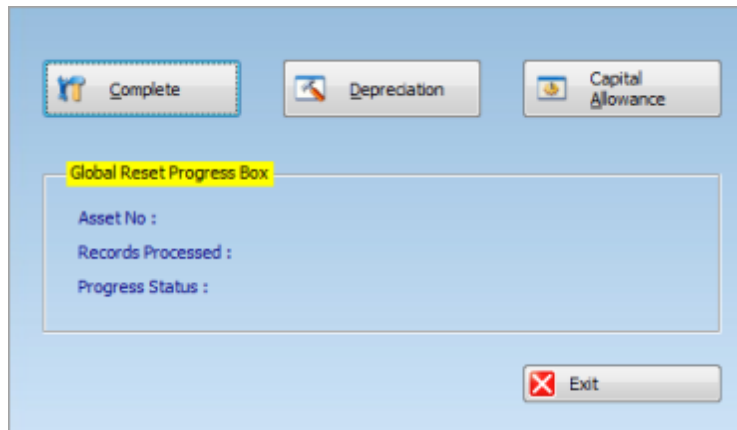 Complete
Depreciation
Capital
Allowance
Global Reset Progress Box
Asset No :
Records Processed :
Progress Status :
Exit